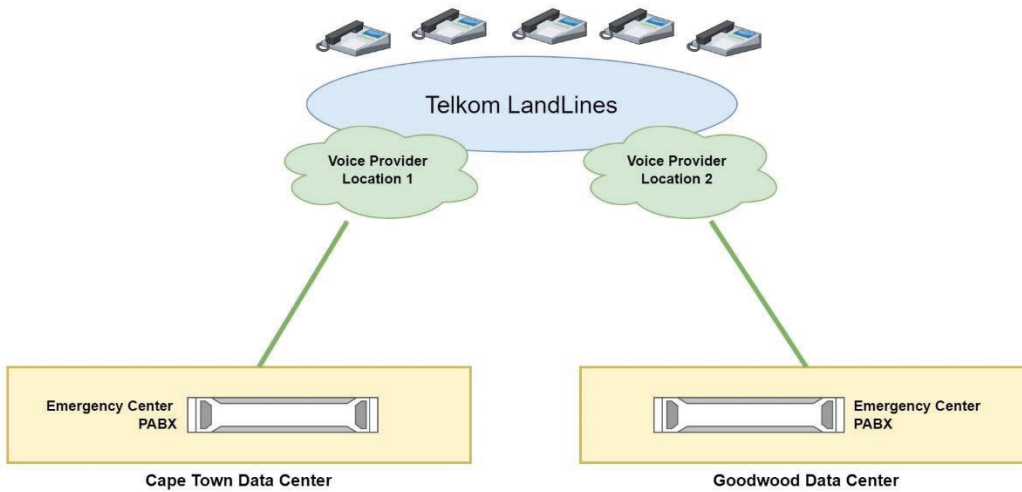 Telkom LandLines
Voice Provider
Location 1
Voice Provider
Location 2
Emergency Center
PABX
Emergency Center
PABX
Cape Town Data Center
Goodwood Data Center